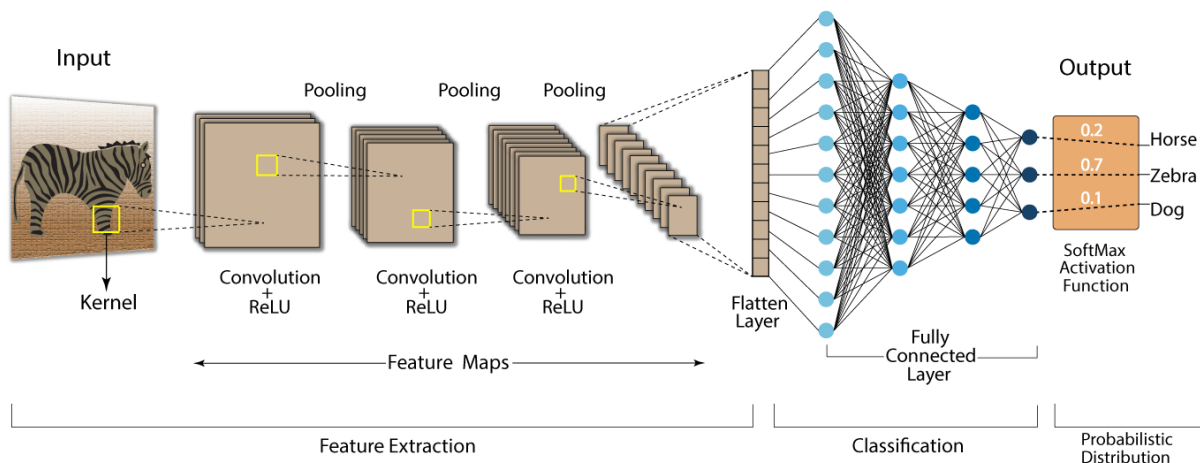 Input
Kernel
Pooling
Pooling
Pooling
Convolution
+
ReLU
Convolution
+
ReLU
Convolution
+
ReLU
Feature Maps
Flatten
Layer
Fully
Connected
Layer
Output
0.2
Horse
0.7
Zebra
0.1
Dog
SoftMax
Activation
Function
Feature Extraction
Classification
Probabilistic
Distribution